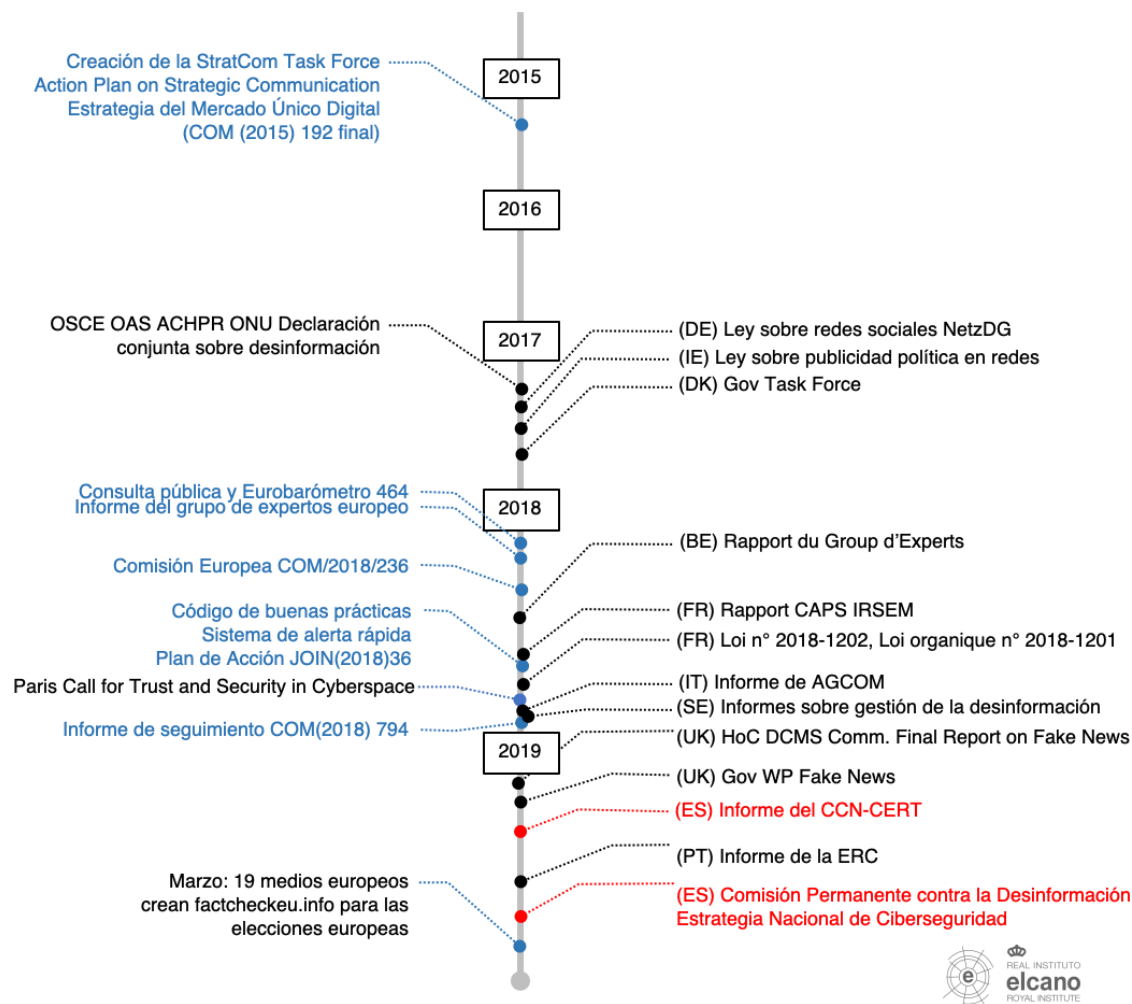 2015
Creación de la StratCom Task Force
Action Plan on Strategic Communication
Estrategia del Mercado Único Digital
(COM (2015) 192 final)
2016
2017
OSCE OAS ACHPR ONU Declaración
conjunta sobre desinformación
(DE) Ley sobre redes sociales NetzDG
(IE) Ley sobre publicidad política en redes
(DK) Gov Task Force
2018
Consulta pública y Eurobarómetro 464
Informe del grupo de expertos europeo
Comisión Europea COM/2018/236
(BE) Rapport du Group d'Experts
Código de buenas prácticas
Sistema de alerta rápida
Plan de Acción JOIN(2018)36
(FR) Rapport CAPS IRSEM
(FR) Loi n° 2018-1202, Loi organique n° 2018-1201
Paris Call for Trust and Security in Cyberspace
(IT) Informe de AGCOM
(SE) Informes sobre gestión de la desinformación
Informe de seguimiento COM(2018) 794
2019
(UK) HoC DCMS Comm. Final Report on Fake News
(UK) Gov WP Fake News
(ES) Informe del CCN-CERT
(PT) Informe de la ERC
Marzo: 19 medios europeos
crean factcheckeu.info para las
elecciones europeas
(ES) Comisión Permanente contra la Desinformación
Estrategia Nacional de Ciberseguridad
e
REAL INSTITUTO
elcano
ROYAL INSTITUTE